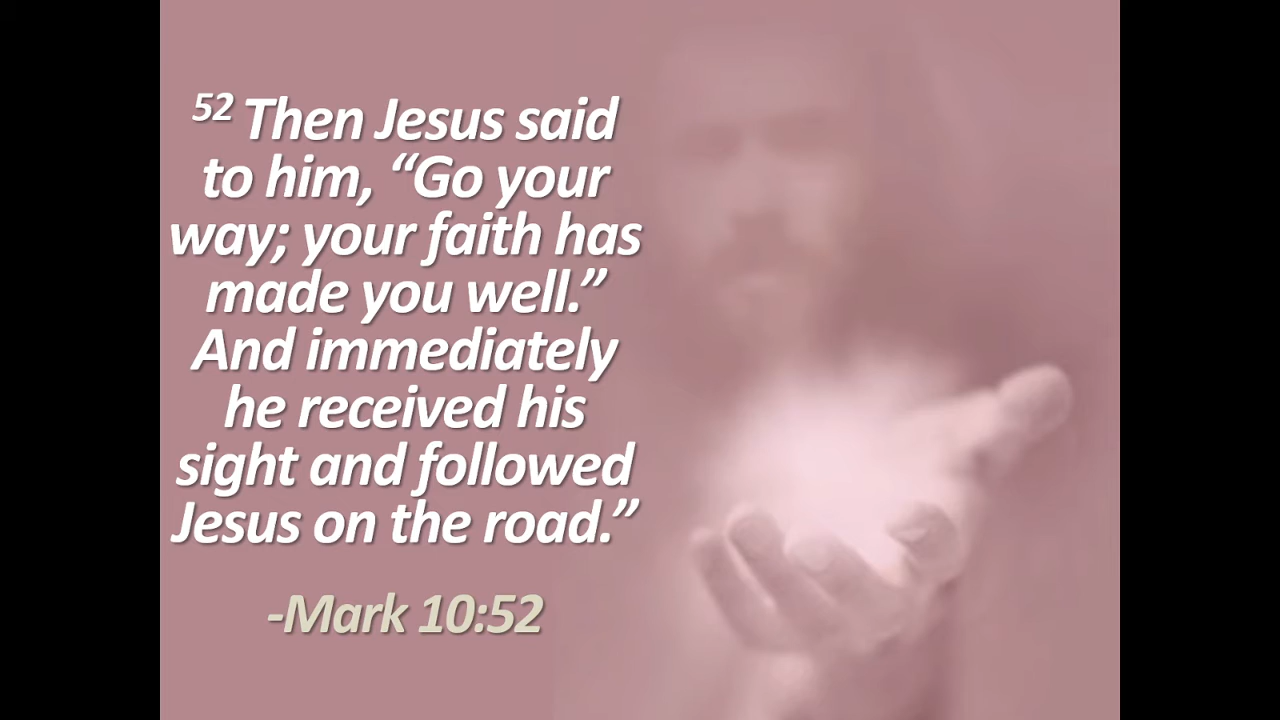 52 Then Jesus said
to him, “Go your
way; your faith has
made you well.”
And immediately
he received his
sight and followed
Jesus on the road.”
-Mark 10:52